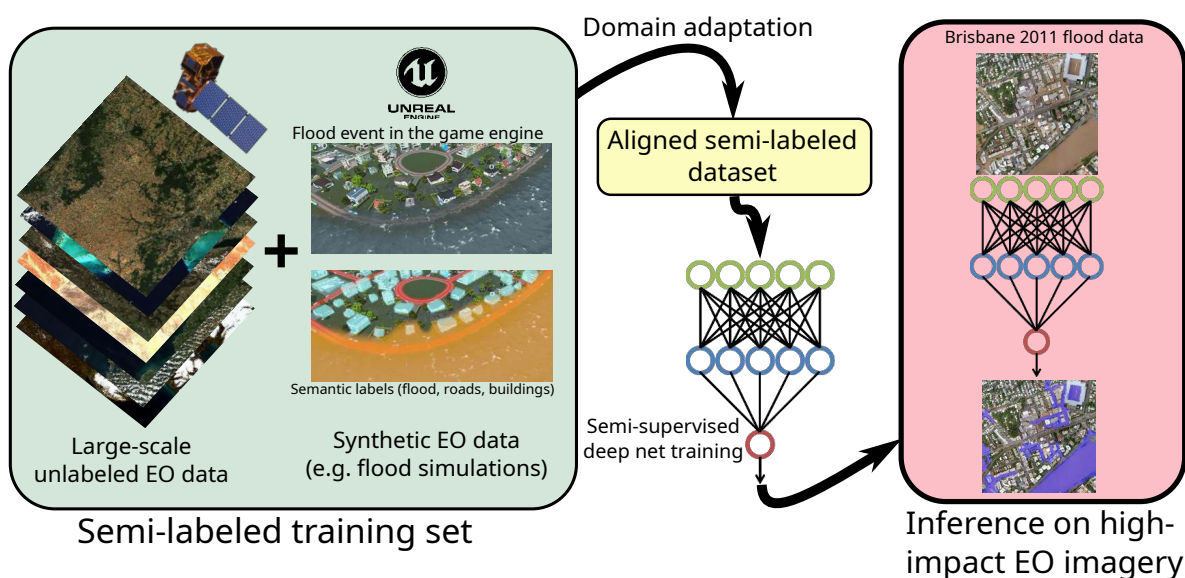 Domain adaptation
Brisbane 2011 flood data
UNREAL
ENGINE
Flood event in the game engine
Aligned semi-labeled
dataset
Semantic labels (flood, roads, buildings)
Large-scale
unlabeled EO data
Synthetic EO data
(e.g. flood simulations)
Semi-supervised
deep net training
Semi-labeled training set
Inference on high-
impact EO imagery